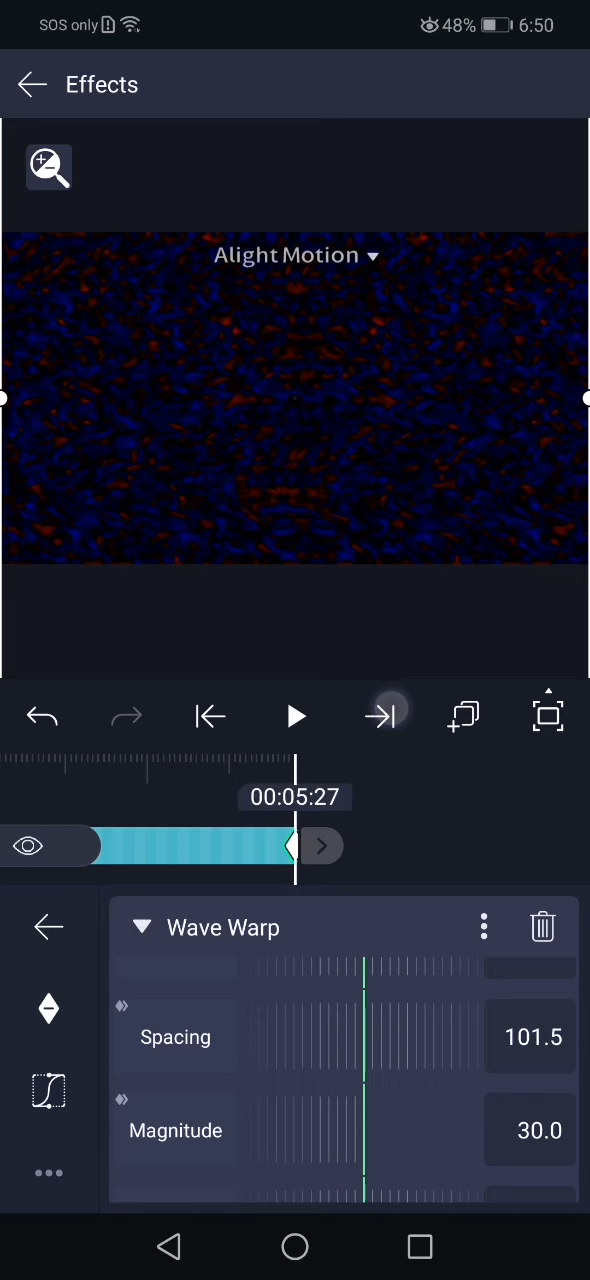 SOS only 48% 6:50
Effects
Alight Motion
00:05:27
Wave Warp
Spacing 101.5
Magnitude 30.0